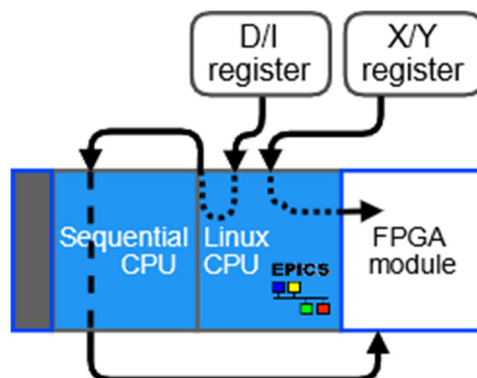 D/I
register
X/Y
register
Sequential
CPU
Linux
CPU
EPICS
FPGA
module